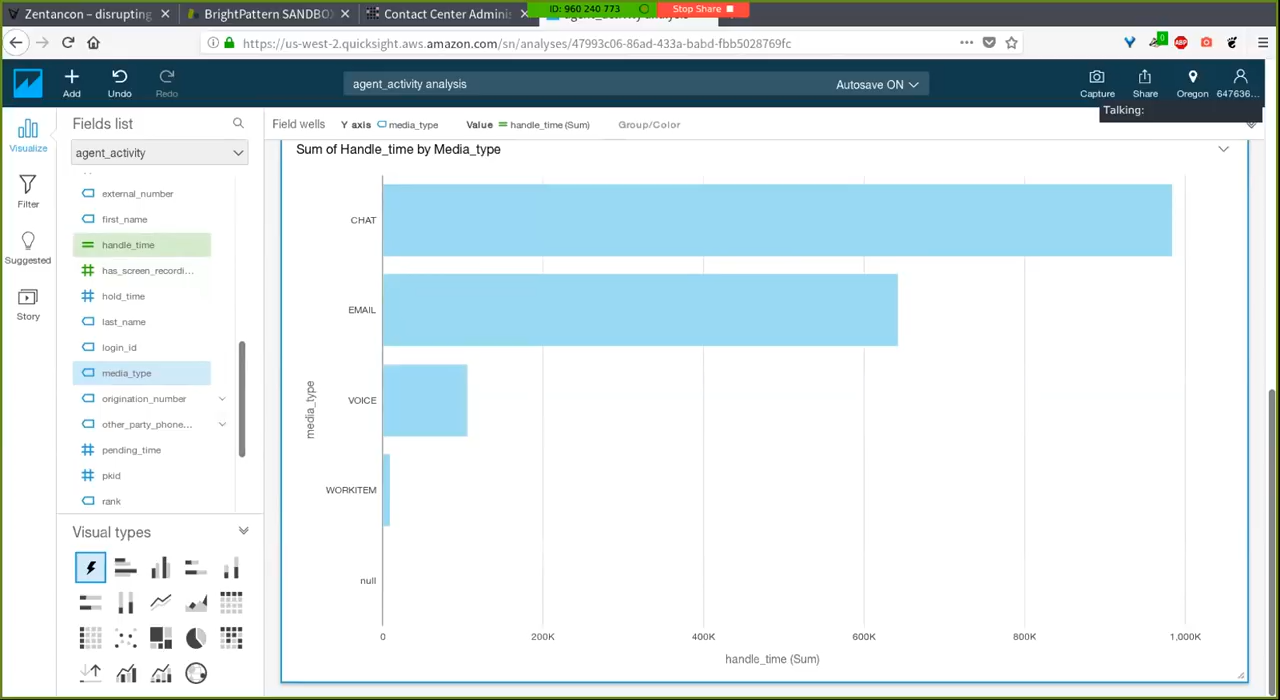 Zentancon – disrupting
BrightPattern SANDBO
Contact Center Adminis
ID: 960 240 773
Stop Share
https://us-west-2.quicksight.aws.amazon.com/sn/analyses/47993c06-86ad-433a-babd-fbb5028769fc
0
ABP
Add
Undo
Redo
agent_activity analysis
Autosave ON
Capture
Share
Oregon
647636...
Talking:
Visualize
Filter
Suggested
Story
Fields list
agent_activity
external_number
first_name
handle_time
has_screen_recordi...
hold_time
last_name
login_id
media_type
origination_number
other_party_phone...
pending_time
pkid
rank
Visual types
Field wells
Y axis media_type
Value handle_time (Sum)
Group/Color
Sum of Handle_time by Media_type
media_type
CHAT
EMAIL
VOICE
WORKITEM
null
0 200K 400K 600K 800K 1,000K
handle_time (Sum)